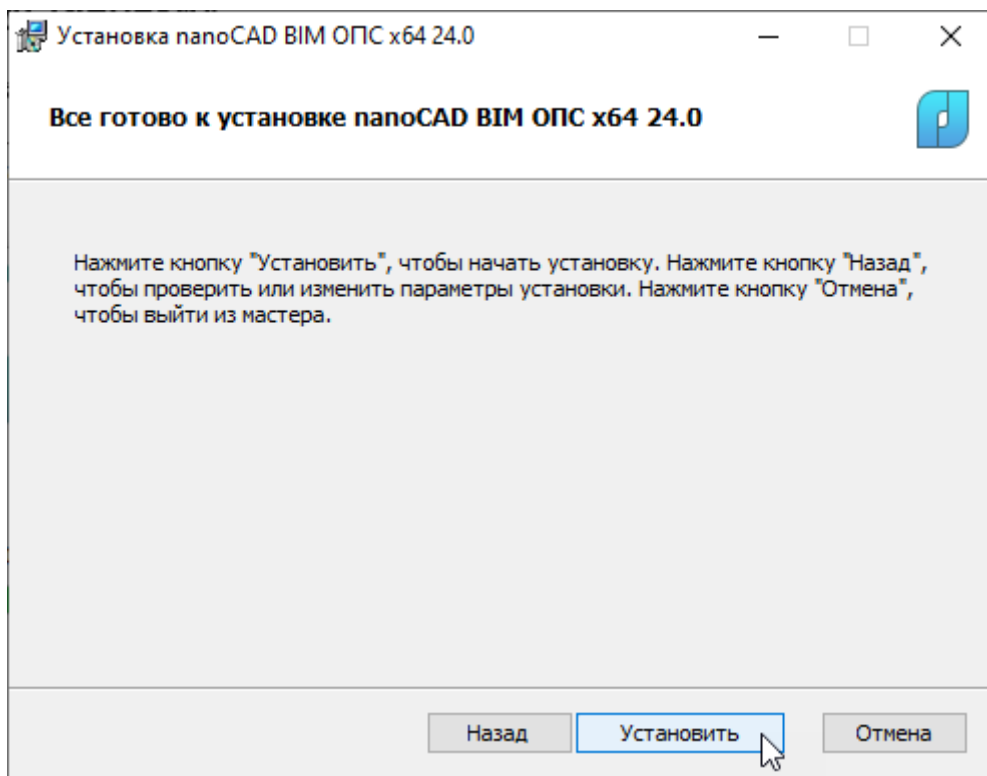 Установка nanoCAD BIM ОПС x64 24.0
Все готово к установке nanoCAD BIM ОПС x64 24.0
Нажмите кнопку "Установить", чтобы начать установку. Нажмите кнопку "Назад",
чтобы проверить или изменить параметры установки. Нажмите кнопку "Отмена",
чтобы выйти из мастера.
Назад
Установить
Отмена